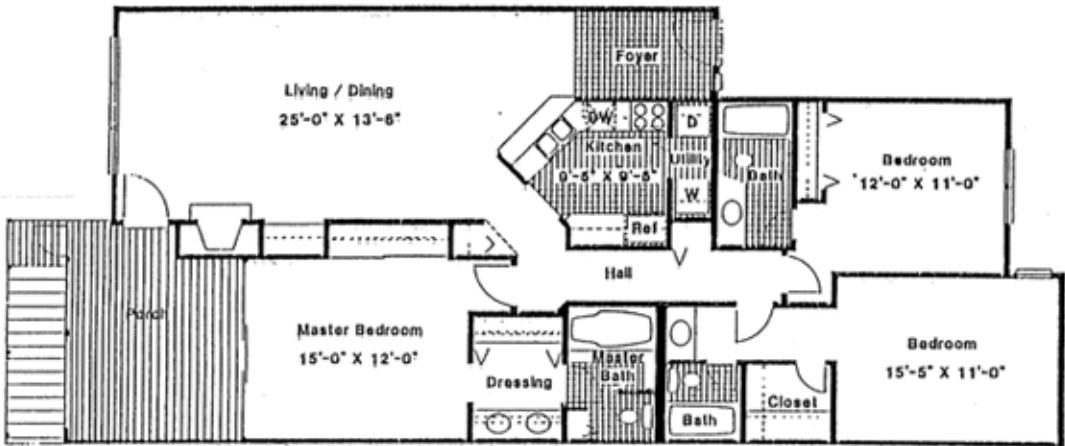 Foyer
Living / Dining
25'-0" X 13'-6"
DW
D
Kitchen
Utility
9'-5" X 9'-5"
W
Ref
Bath
Bedroom
12'-0" X 11'-0"
Hall
Porch
Master Bedroom
15'-0" X 12'-0"
Dressing
Master
Bath
Bath
Closet
Bedroom
15'-5" X 11'-0"